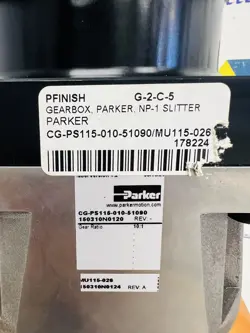 PFINISH G-2-C-5
GEARBOX, PARKER, NP-1 SLITTER
PARKER
CG-PS115-010-51090/MU115-026
178224
Parker
www.parkermotion.com
CG-PS115-010-51090
150310N0120 REV: -
Gear Ratio 10:1
MU115-026
150310N0124 REV: A